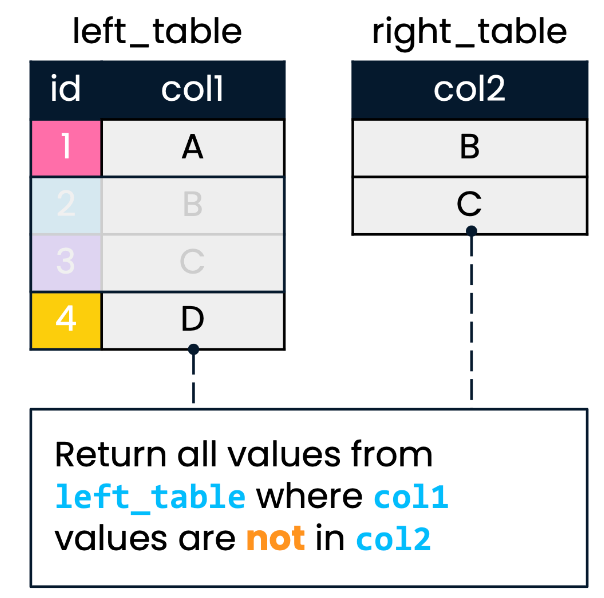 left_table right_table
id col1 col2
1 A B
2 B C
3 C
4 D
Return all values from
left_table where col1
values are not in col2